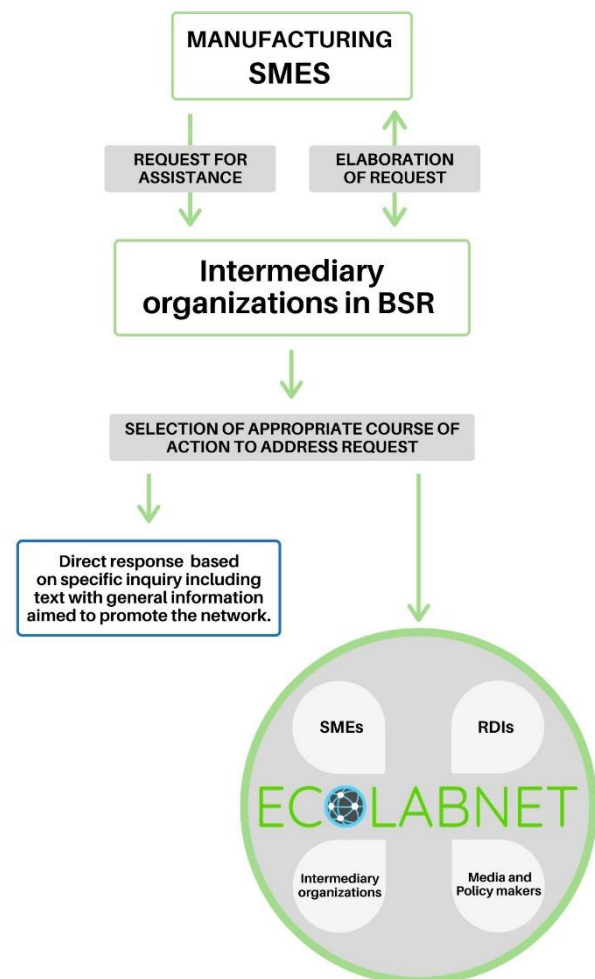 MANUFACTURING
SMES
REQUEST FOR
ASSISTANCE
ELABORATION
OF REQUEST
Intermediary
organizations in BSR
SELECTION OF APPROPRIATE COURSE OF
ACTION TO ADDRESS REQUEST
Direct response based
on specific inquiry including
text with general information
aimed to promote the network.
SMEs
RDIs
ECOLABNET
Intermediary
organizations
Media and
Policy makers